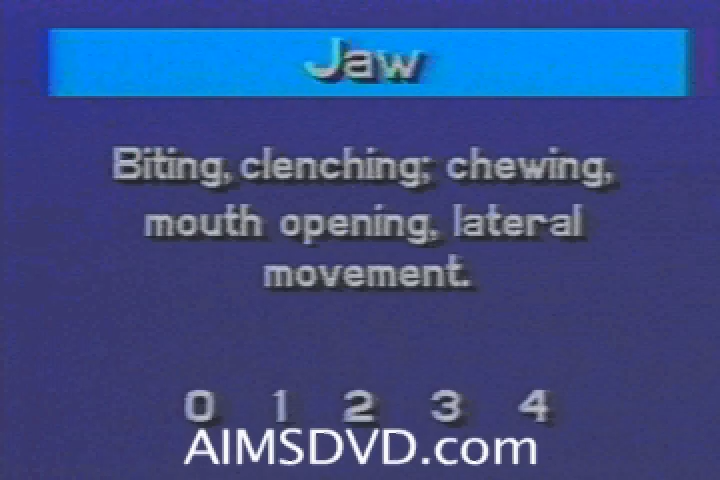 Jaw
Biting, clenching; chewing,
mouth opening, lateral
movement.
0 1 2 3 4
AIMSDVD.com